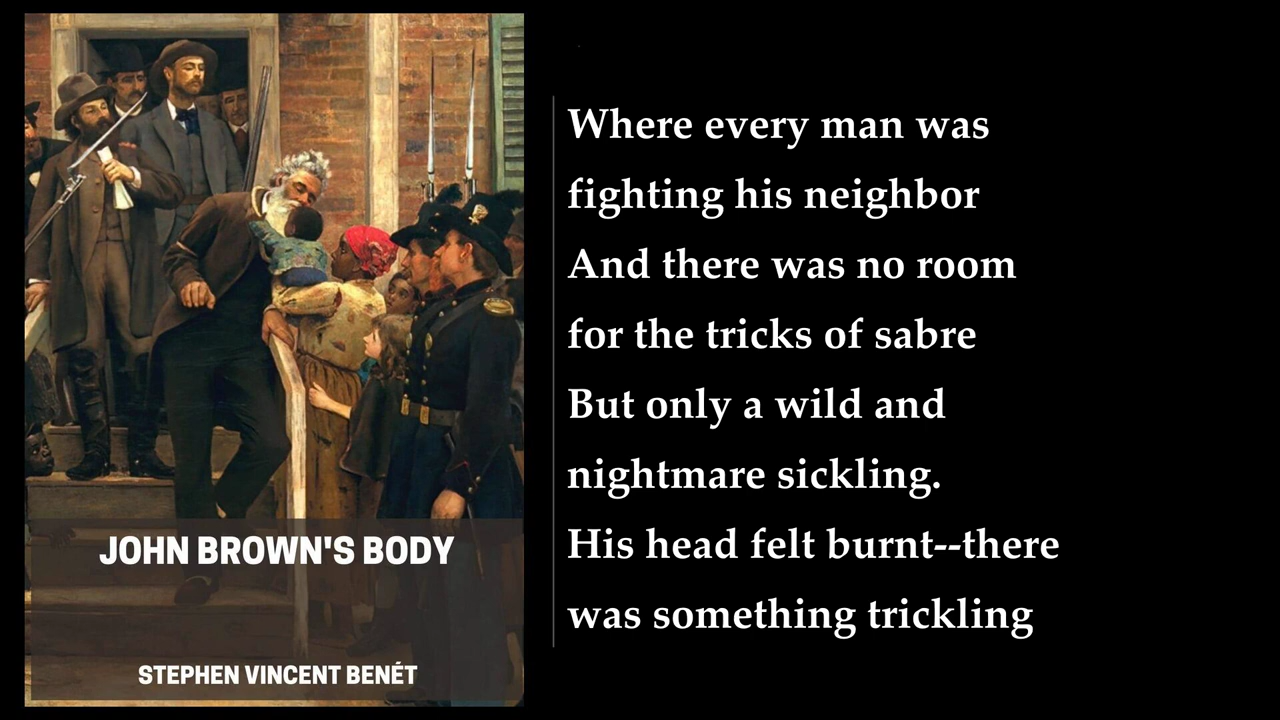 JOHN BROWN'S BODY
STEPHEN VINCENT BENÉT
Where every man was
fighting his neighbor
And there was no room
for the tricks of sabre
But only a wild and
nightmare sickling.
His head felt burnt--there
was something trickling